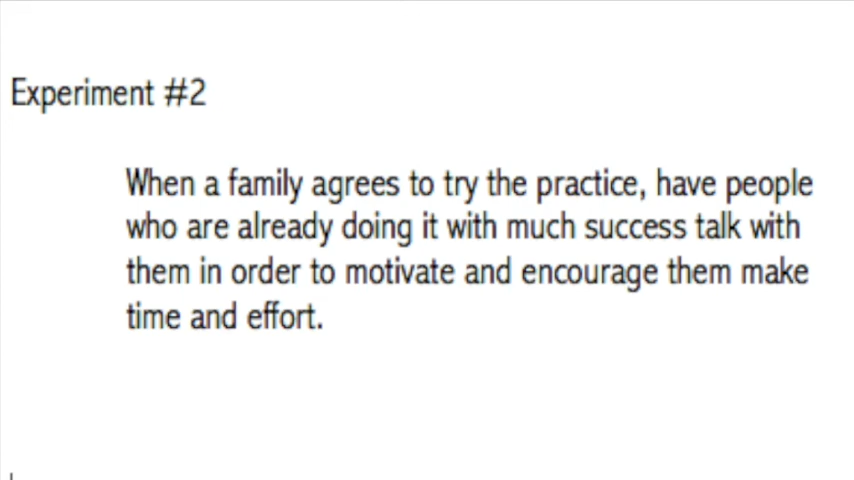 Experiment #2
When a family agrees to try the practice, have people
who are already doing it with much success talk with
them in order to motivate and encourage them make
time and effort.